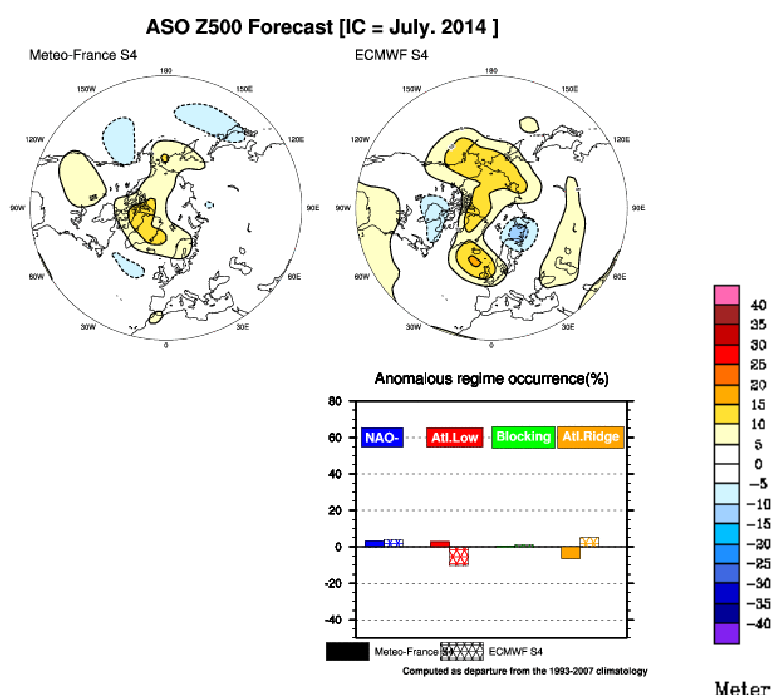 ASO Z500 Forecast [IC = July. 2014 ]
Meteo-France S4
ECMWF S4
180
150W
150E
120W
120E
90W
90E
60W
60E
30W
30E
0
180
150W
150E
120W
120E
90W
90E
60W
60E
30W
30E
0
Anomalous regime occurrence(%)
80
60
40
20
0
-20
-40
NAO-
Atl.Low
Blocking
Atl.Ridge
Meteo-France S4
ECMWF S4
Computed as departure from the 1993-2007 climatology
40
35
30
25
20
15
10
5
0
-5
-10
-15
-20
-25
-30
-35
-40
Meter